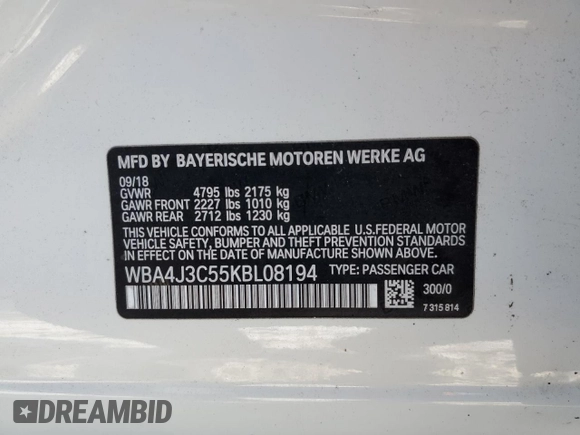 MFD BY BAYERISCHE MOTOREN WERKE AG
09/18
GVWR 4795 lbs 2175 kg
GAWR FRONT 2227 lbs 1010 kg
GAWR REAR 2712 lbs 1230 kg
THIS VEHICLE CONFORMS TO ALL APPLICABLE U.S.FEDERAL MOTOR
VEHICLE SAFETY, BUMPER AND THEFT PREVENTION STANDARDS IN
EFFECT ON THE DATE OF MANUFACTURE SHOWN ABOVE.
WBA4J3C55KBL08194 TYPE: PASSENGER CAR
300/0
7 315 814
DREAMBID